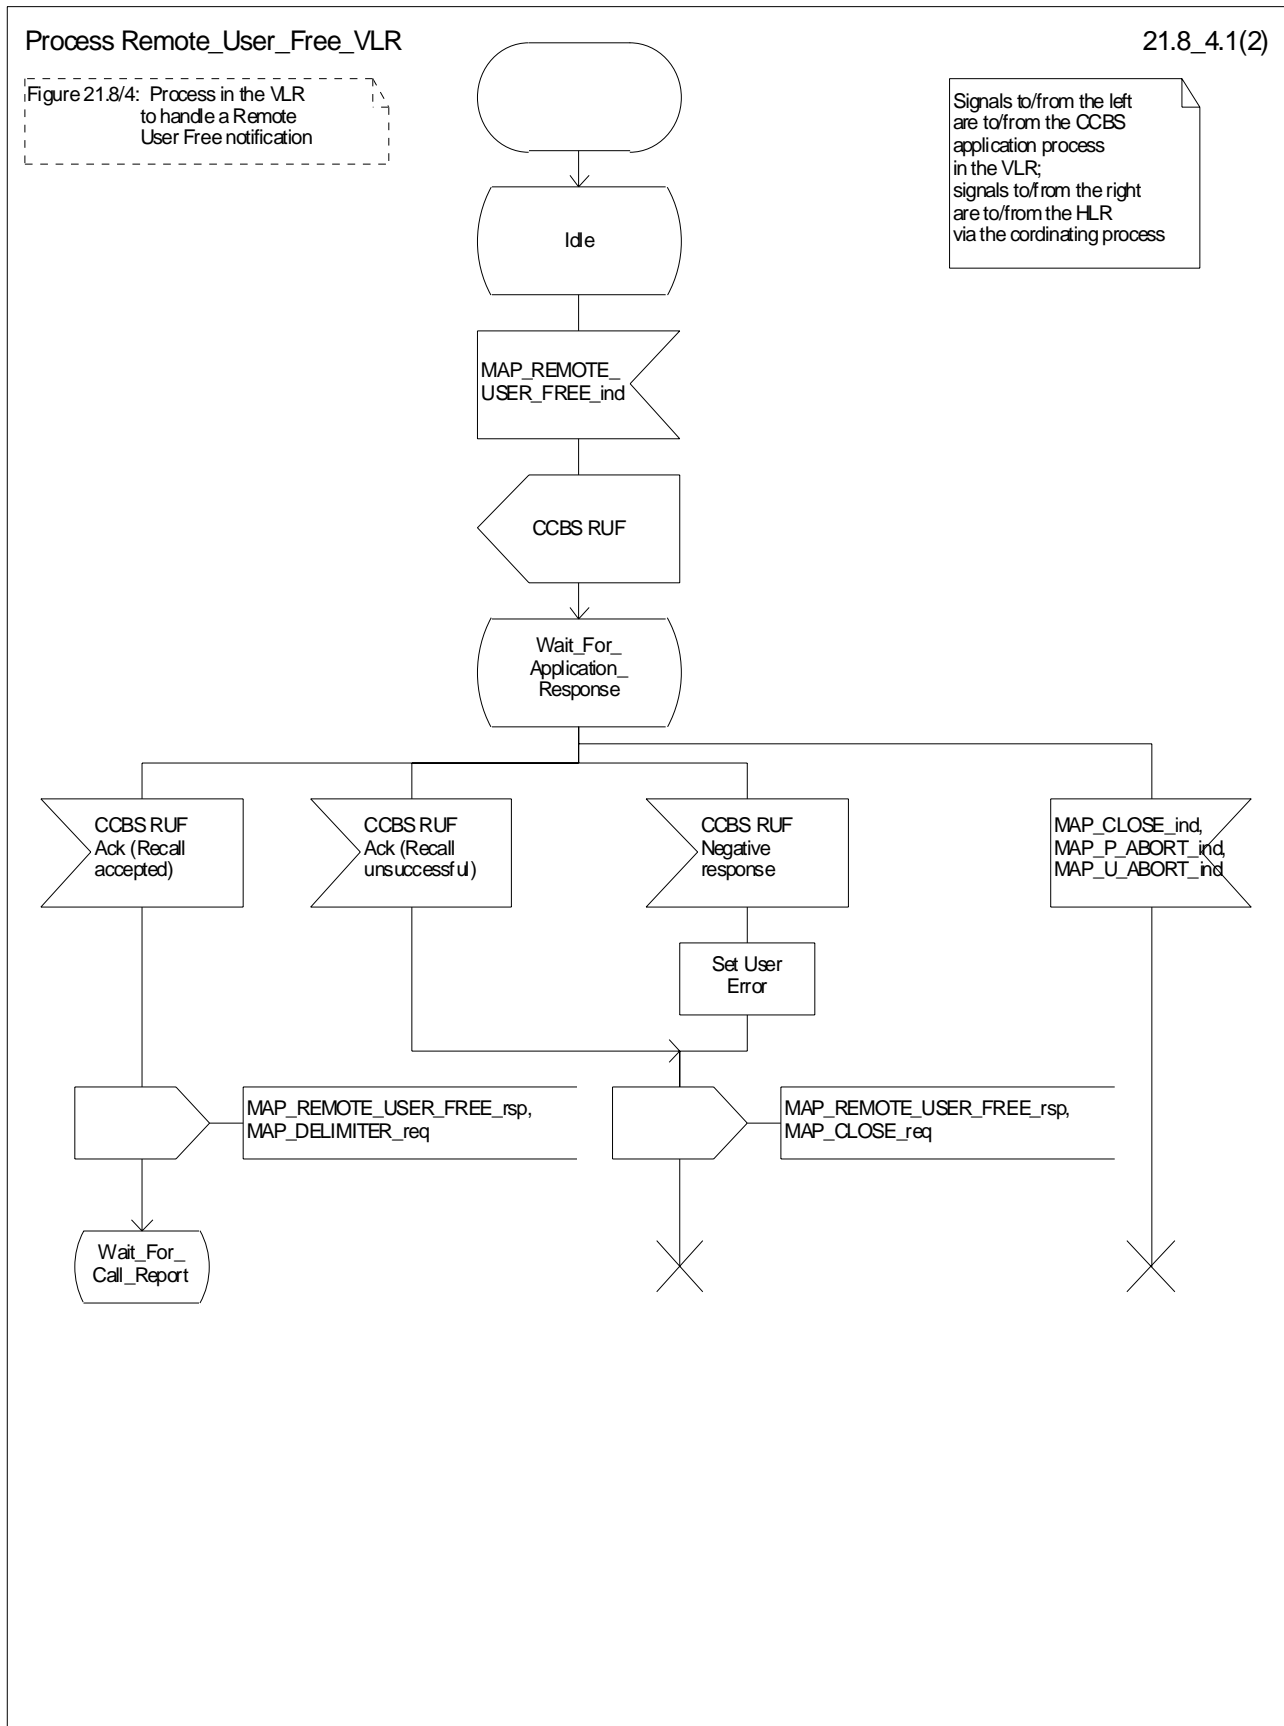 Process Remote_User_Free_VLR
21.8_4.1(2)
Figure 21.8/4: Process in the VLR
to handle a Remote
User Free notification
Signals to/from the left
are to/from the CCBS
application process
in the VLR;
signals to/from the right
are to/from the HLR
via the cordinating process
Idle
MAP_REMOTE_
USER_FREE_ind
CCBS RUF
Wait_For_
Application_
Response
CCBS RUF
Ack (Recall
accepted)
CCBS RUF
Ack (Recall
unsuccessful)
CCBS RUF
Negative
response
MAP_CLOSE_ind,
MAP_P_ABORT_ind,
MAP_U_ABORT_ind
Set User
Error
MAP_REMOTE_USER_FREE_rsp,
MAP_DELIMITER_req
MAP_REMOTE_USER_FREE_rsp,
MAP_CLOSE_req
Wait_For_
Call_Report